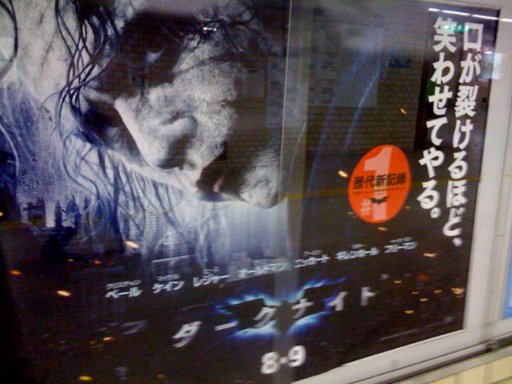 口が裂けるほど、
笑わせてやる。
歴代新記録
#1
ベール ケイン レジャー オールドマン エッカート ギレンホール フリーマン
ダークナイト
8・9